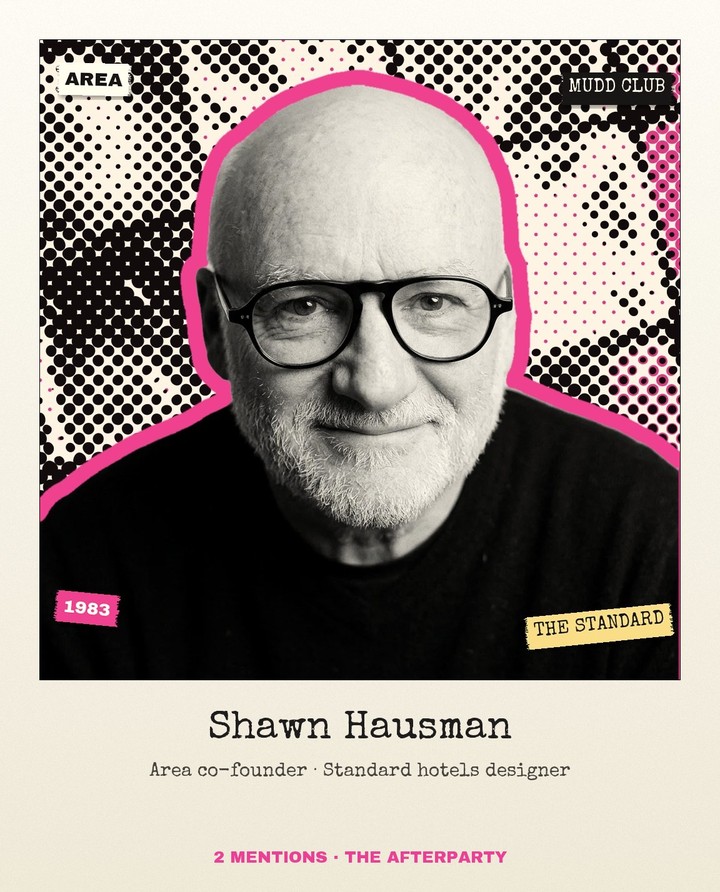 AREA
MUDD CLUB
1983
THE STANDARD
Shawn Hausman
Area co-founder · Standard hotels designer
2 MENTIONS · THE AFTERPARTY